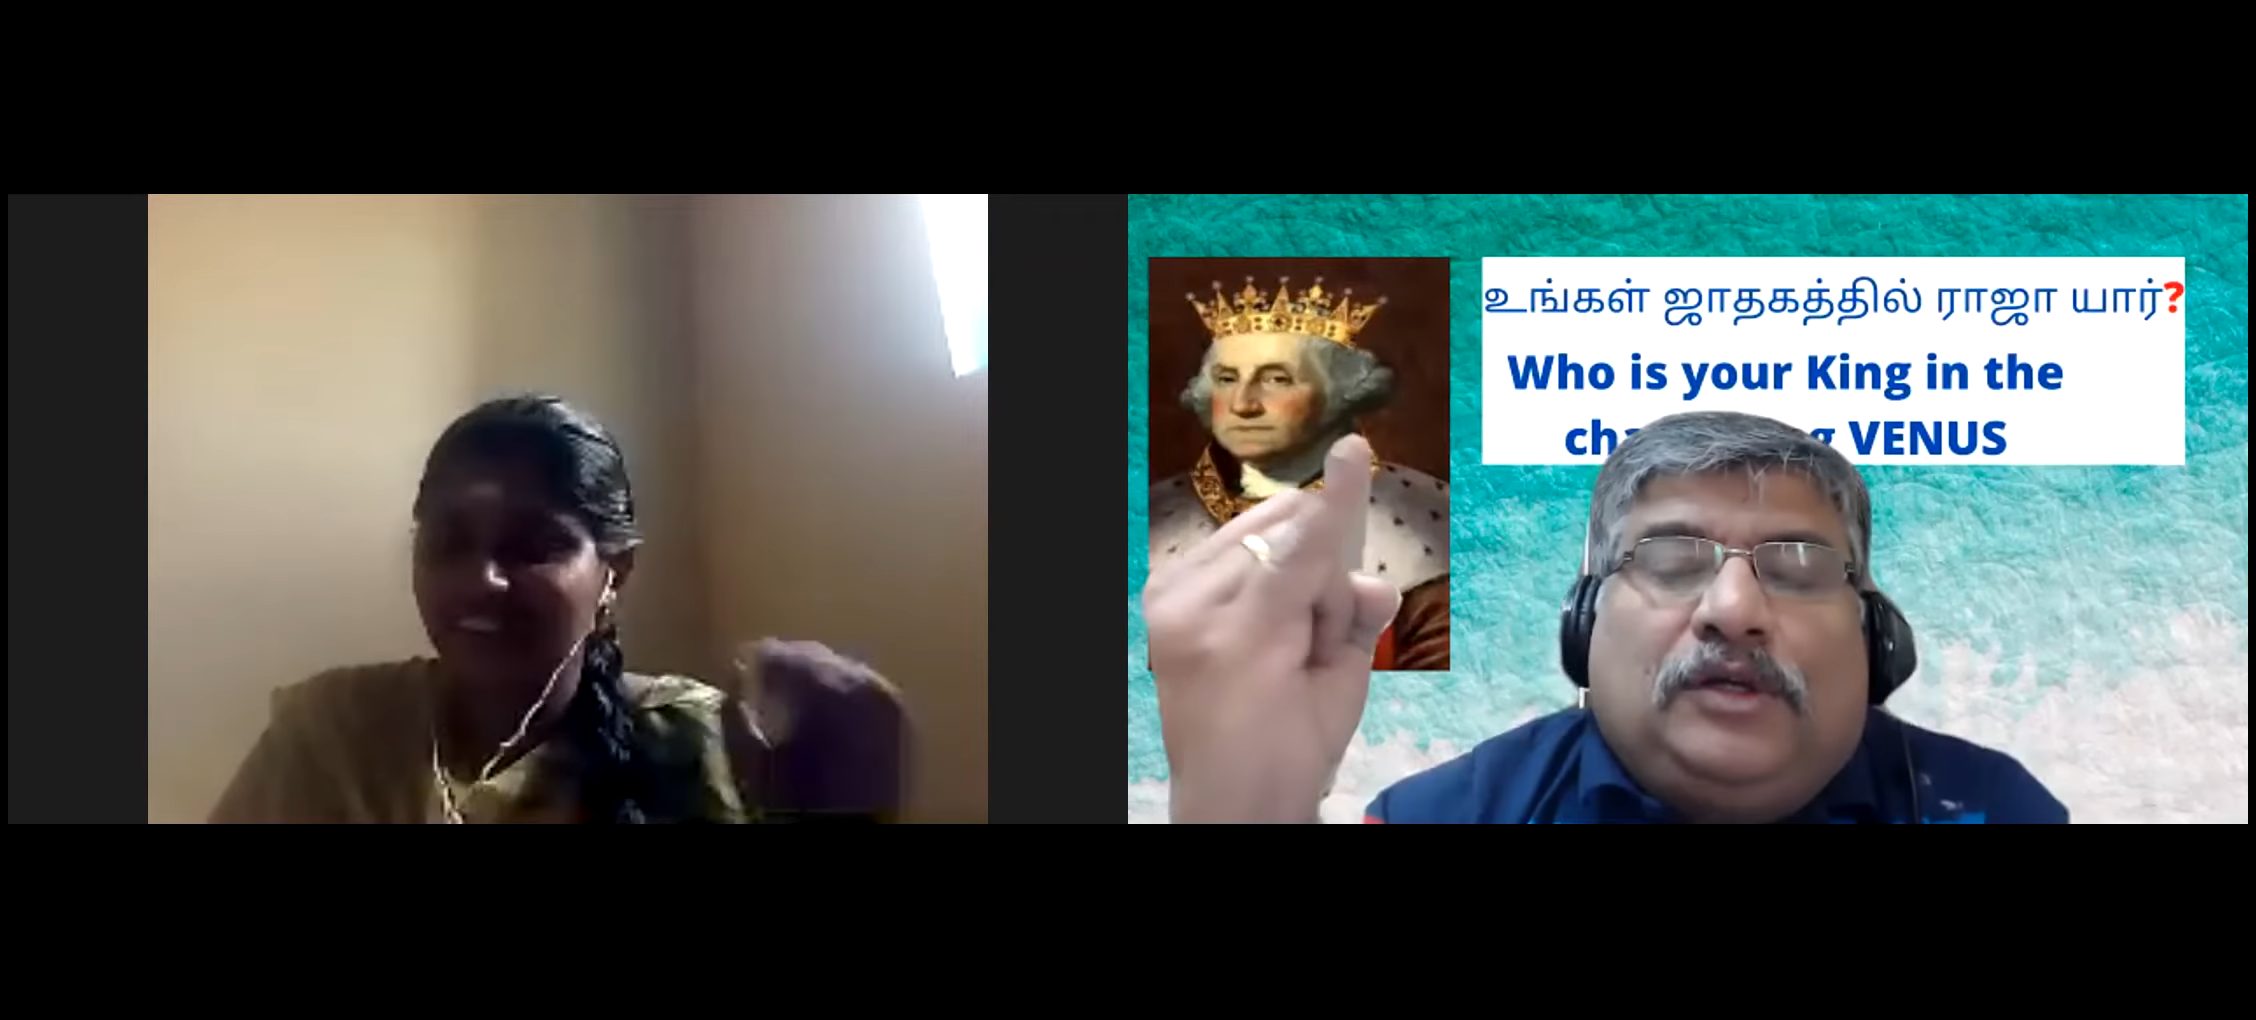 உங்கள் ஜாதகத்தில் ராஜா யார்?
Who is your King in the
VENUS